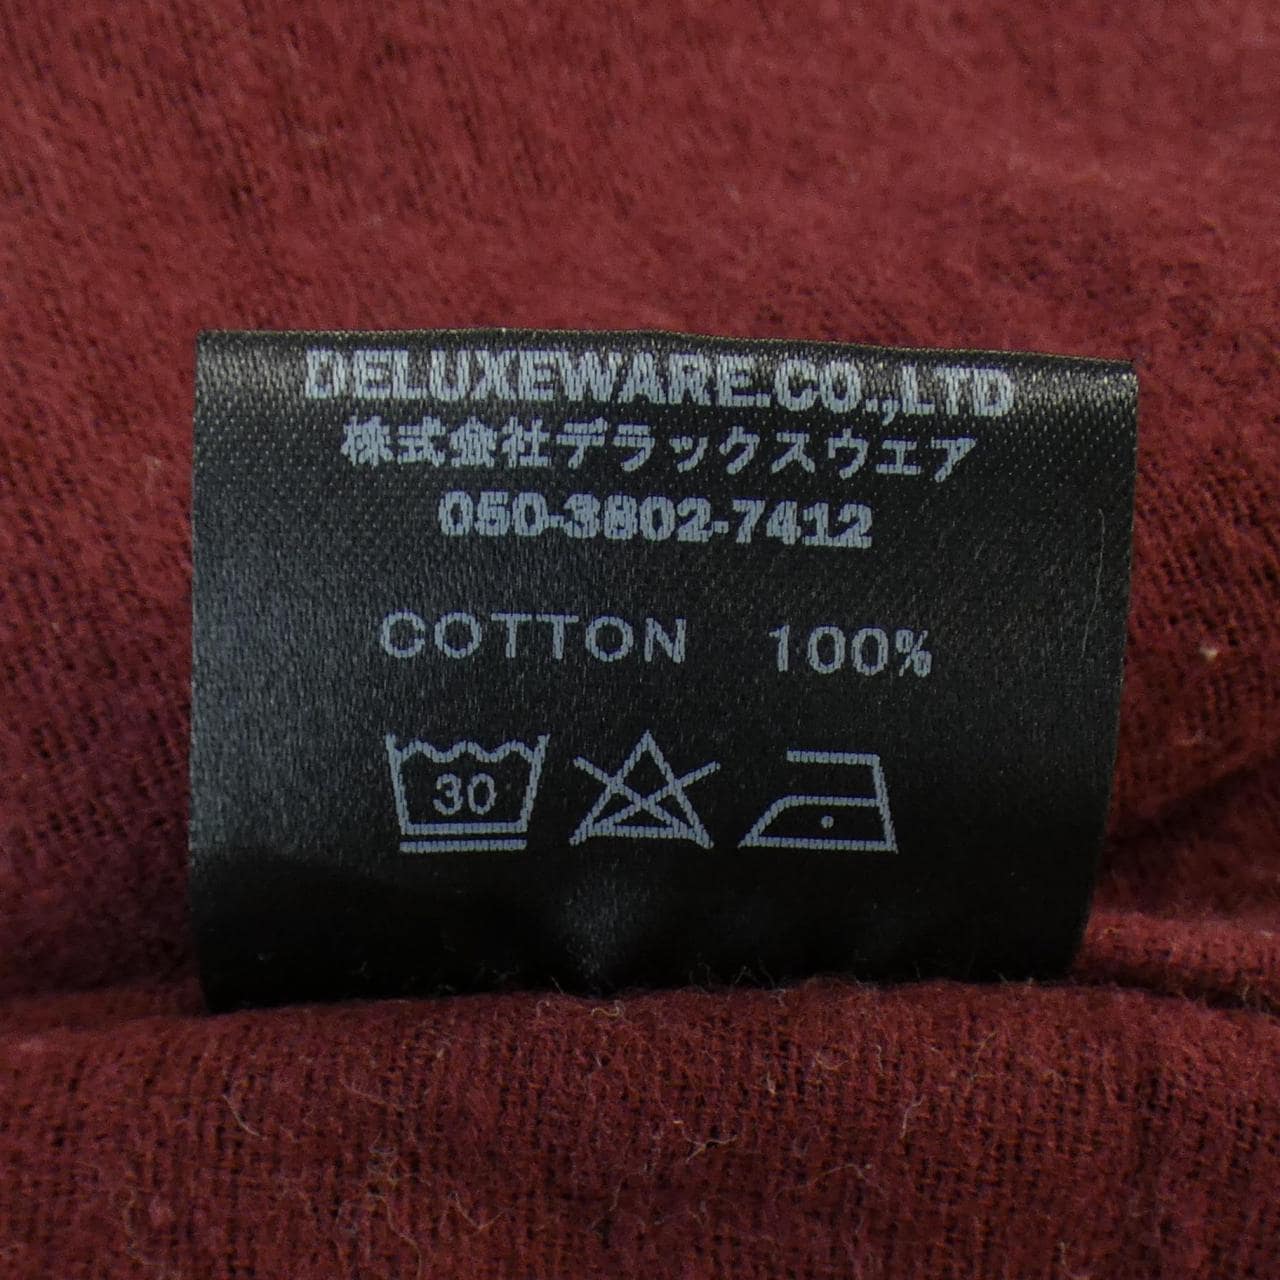 DELUXEWARE.CO.,LTD
株式会社デラックスウエア
050-3802-7412
COTTON 100%
30